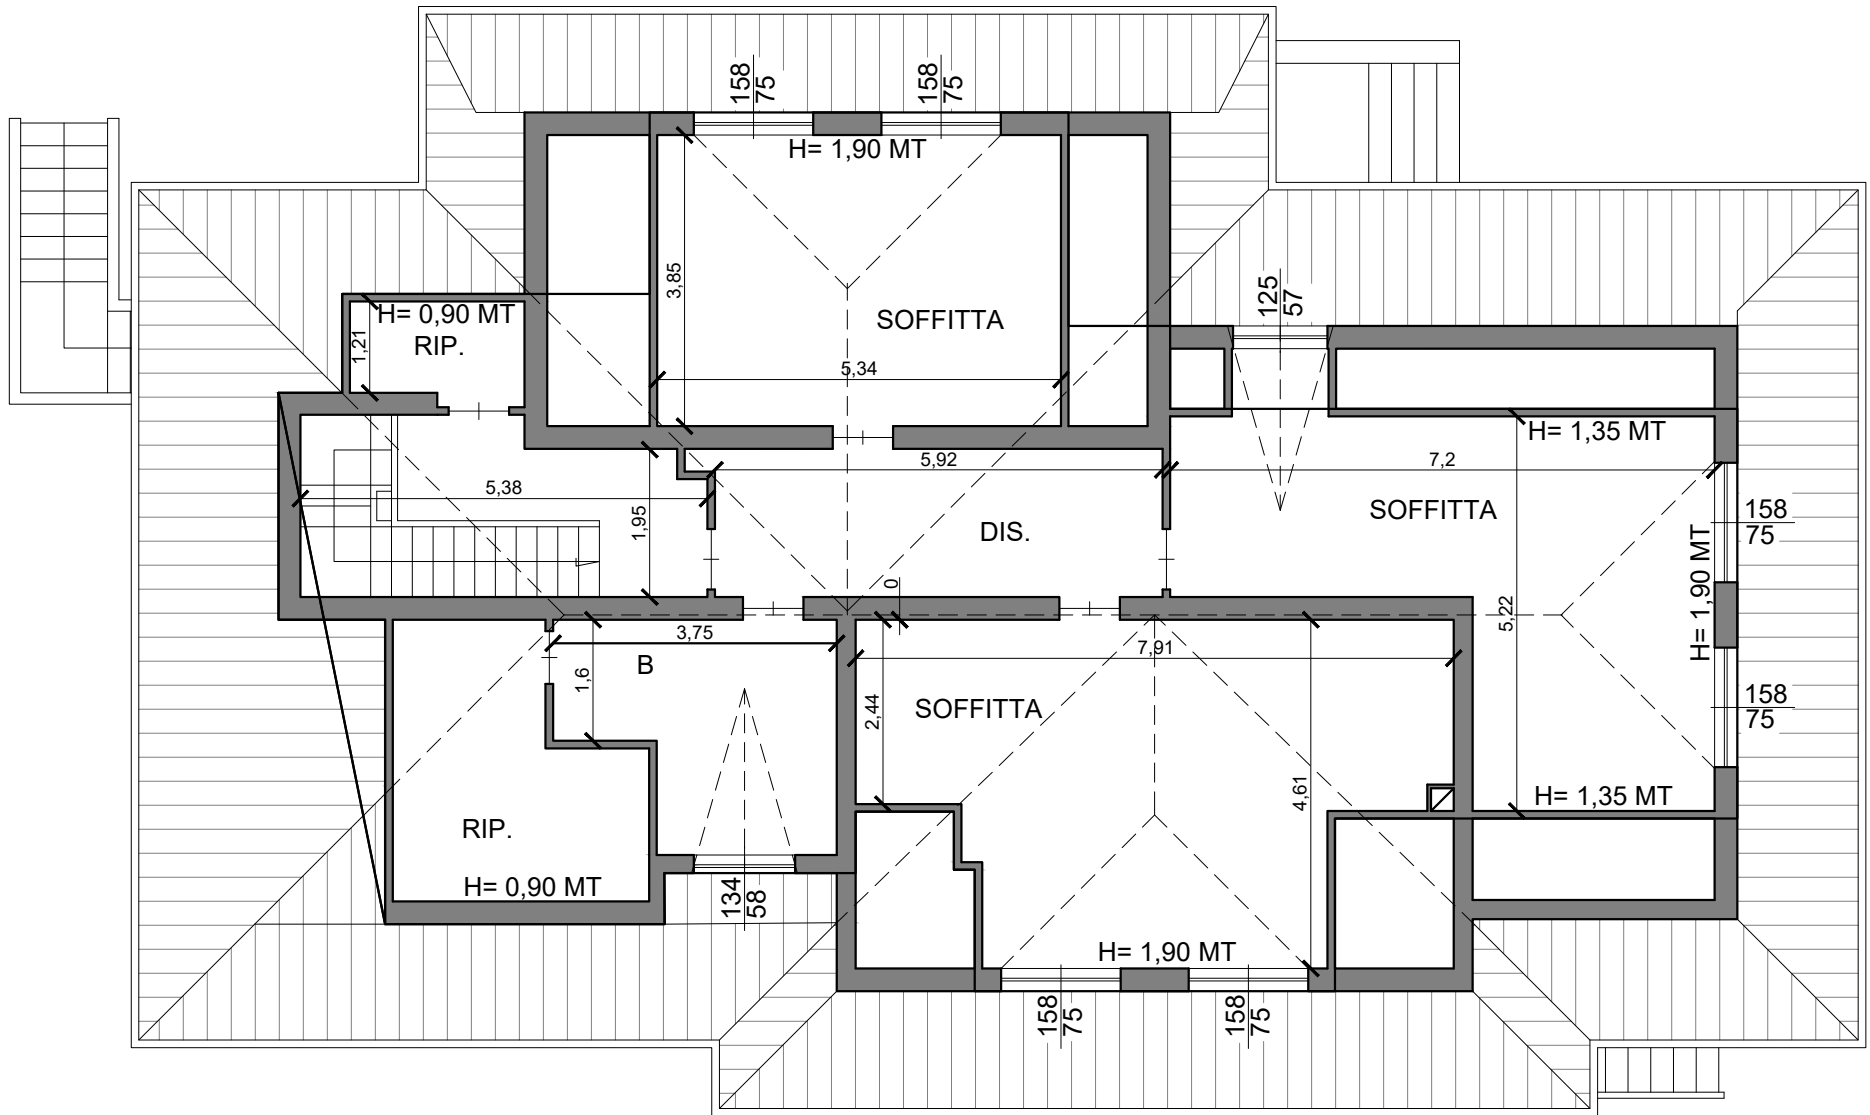 158
75
158
75
H= 1,90 MT
3,85
SOFFITTA
5,34
125
57
H= 0,90 MT
RIP.
1,21
H= 1,35 MT
5,92
7,2
5,38
1,95
SOFFITTA
DIS.
158
75
H= 1,90 MT
0
5,22
3,75
B
1,6
7,91
2,44
SOFFITTA
158
75
4,61
H= 1,35 MT
RIP.
H= 0,90 MT
134
58
H= 1,90 MT
158
75
158
75